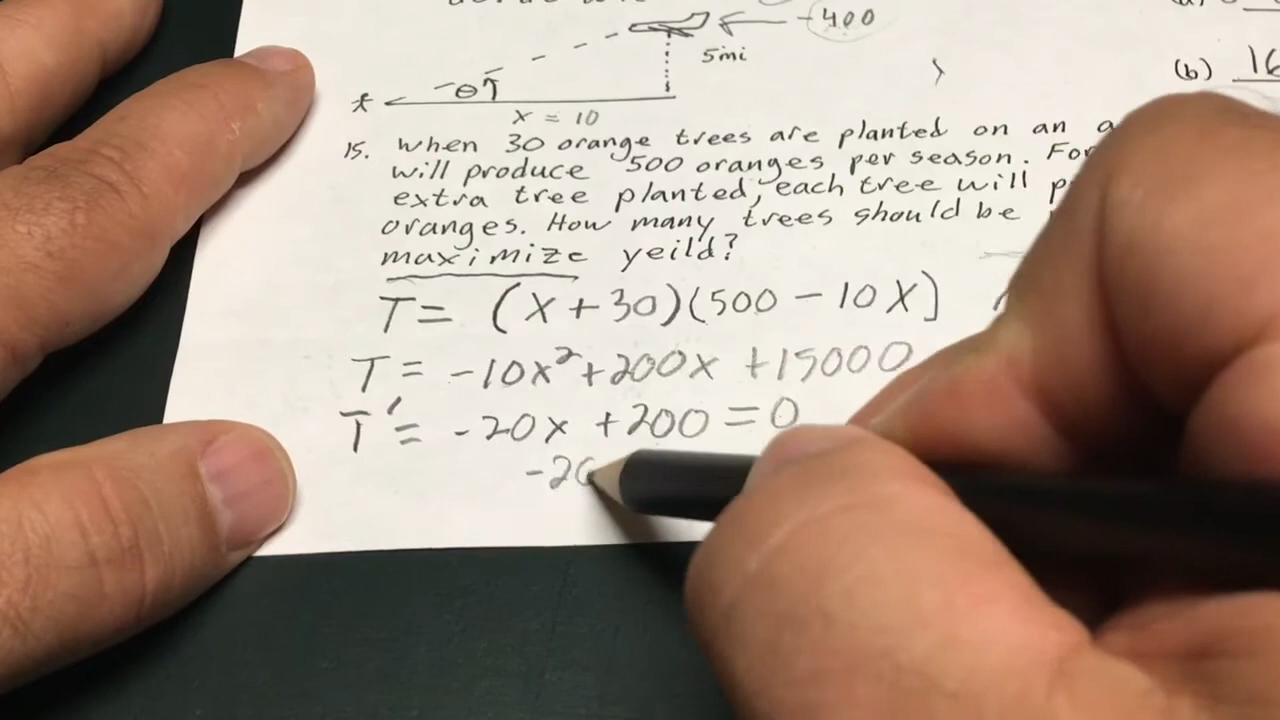 -400
5mi
(b) 16
θ
x = 10
15. When 30 orange trees are planted on an a
will produce 500 oranges per season. For
extra tree planted, each tree will p
oranges. How many trees should be
maximize yeild?
T = (x + 30)(500 - 10x)
T = -10x² + 200x + 15000
T' = -20x + 200 = 0
-20